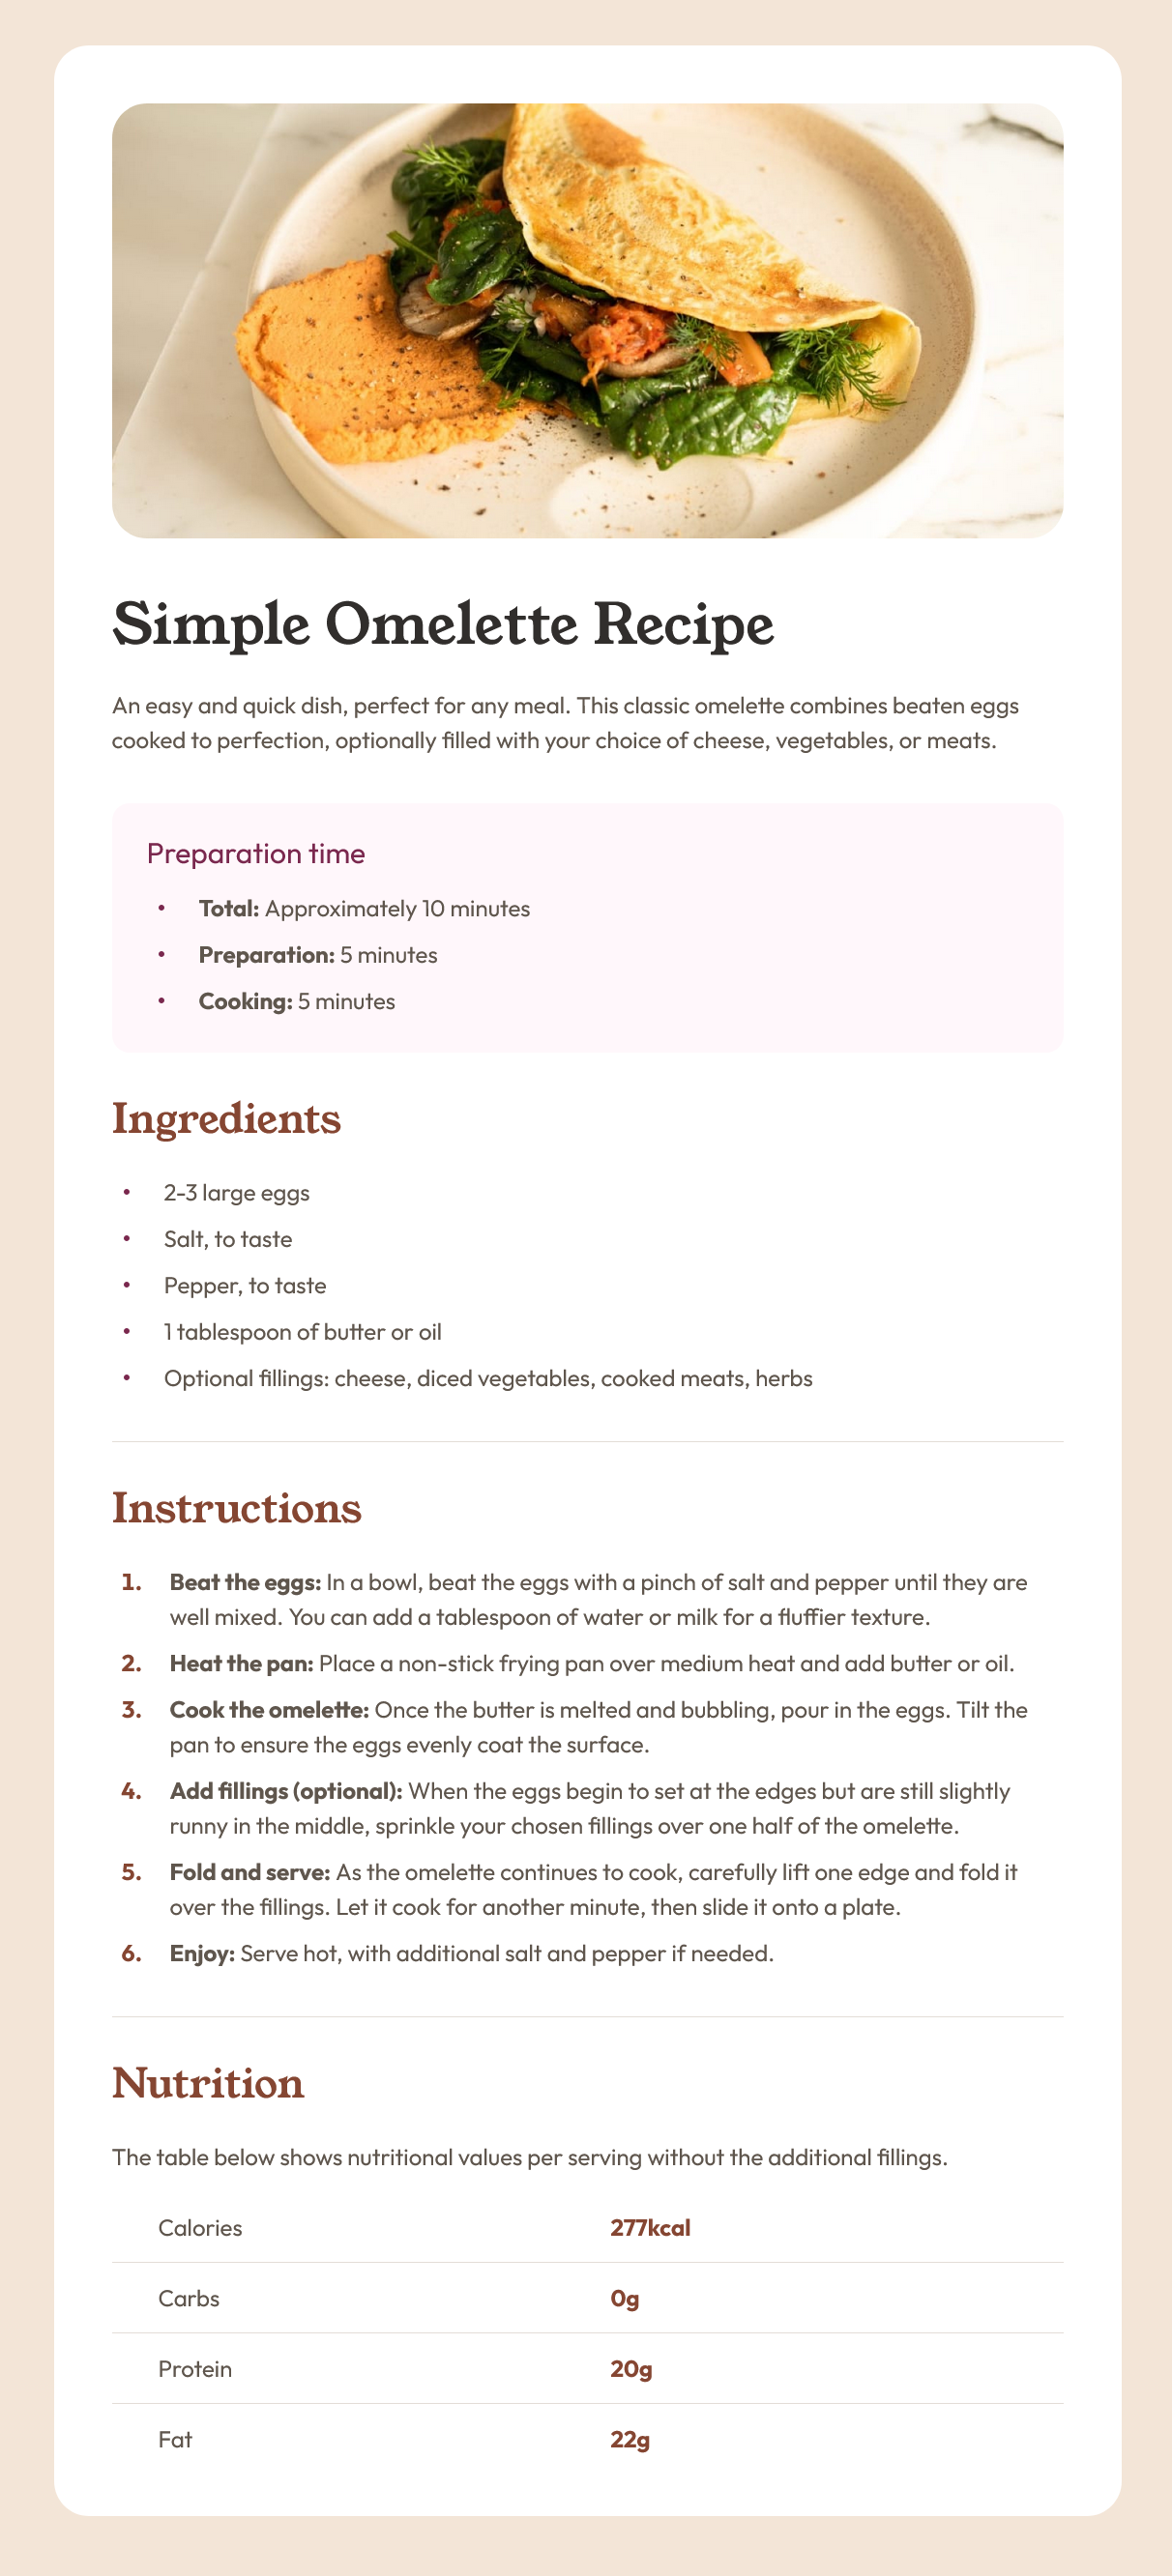 Simple Omelette Recipe
An easy and quick dish, perfect for any meal. This classic omelette combines beaten eggs
cooked to perfection, optionally filled with your choice of cheese, vegetables, or meats.
Preparation time
• Total: Approximately 10 minutes
• Preparation: 5 minutes
• Cooking: 5 minutes
Ingredients
• 2-3 large eggs
• Salt, to taste
• Pepper, to taste
• 1 tablespoon of butter or oil
• Optional fillings: cheese, diced vegetables, cooked meats, herbs
Instructions
1. Beat the eggs: In a bowl, beat the eggs with a pinch of salt and pepper until they are
well mixed. You can add a tablespoon of water or milk for a fluffier texture.
2. Heat the pan: Place a non-stick frying pan over medium heat and add butter or oil.
3. Cook the omelette: Once the butter is melted and bubbling, pour in the eggs. Tilt the
pan to ensure the eggs evenly coat the surface.
4. Add fillings (optional): When the eggs begin to set at the edges but are still slightly
runny in the middle, sprinkle your chosen fillings over one half of the omelette.
5. Fold and serve: As the omelette continues to cook, carefully lift one edge and fold it
over the fillings. Let it cook for another minute, then slide it onto a plate.
6. Enjoy: Serve hot, with additional salt and pepper if needed.
Nutrition
The table below shows nutritional values per serving without the additional fillings.
Calories 277kcal
Carbs 0g
Protein 20g
Fat 22g